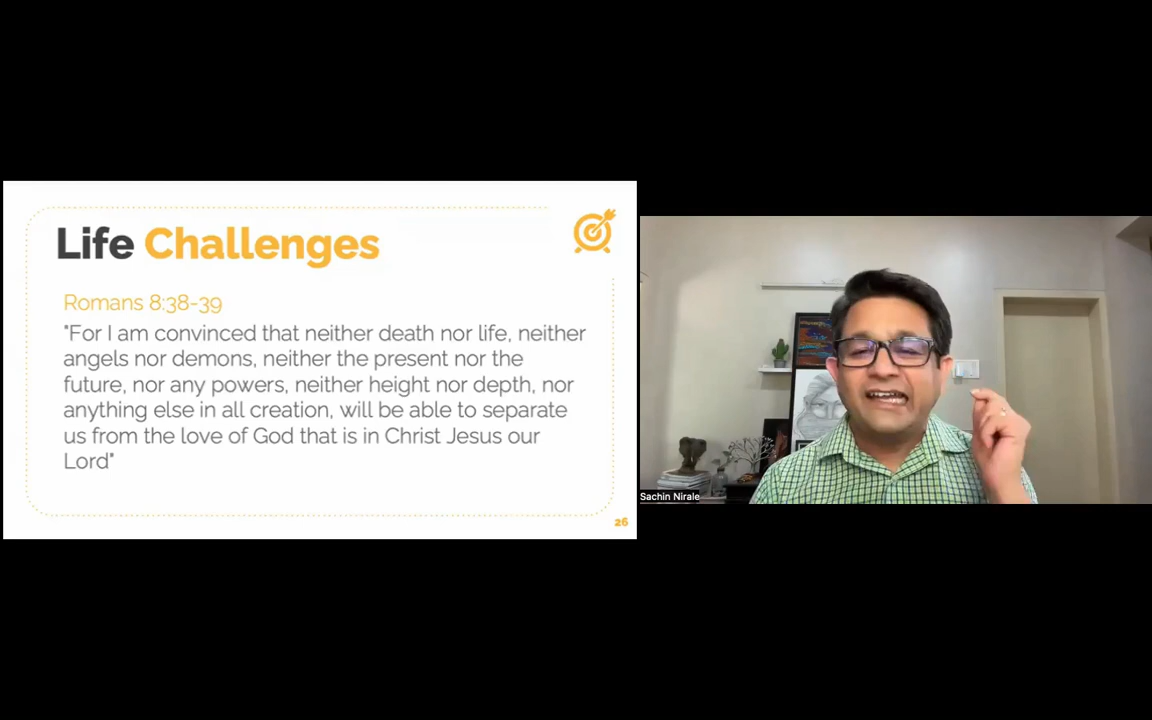 Life Challenges
Romans 8:38-39
"For I am convinced that neither death nor life, neither
angels nor demons, neither the present nor the
future, nor any powers, neither height nor depth, nor
anything else in all creation, will be able to separate
us from the love of God that is in Christ Jesus our
Lord"
26
Sachin Nirale